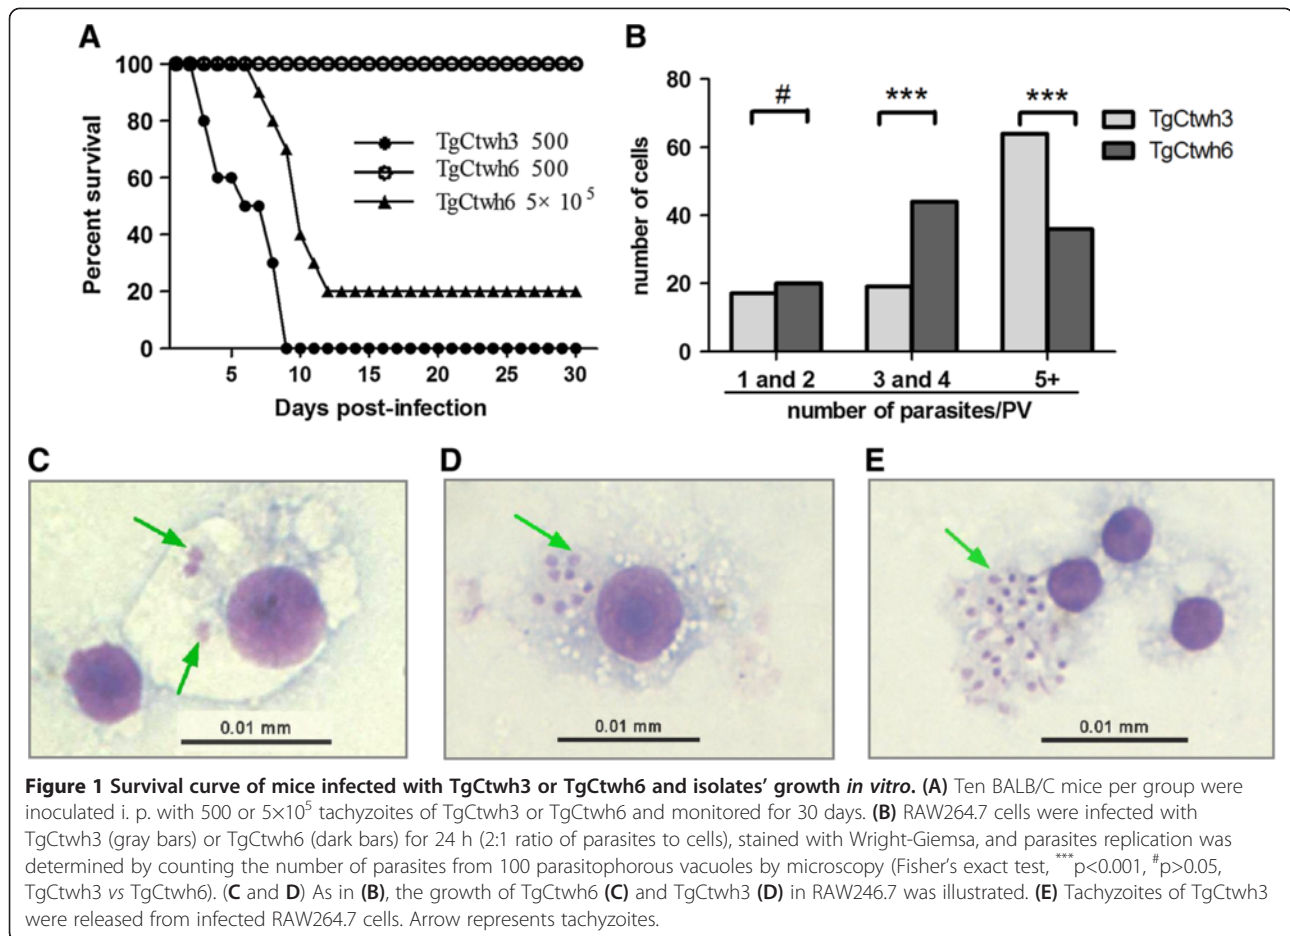 A
B
100
80
60
40
20
0
Percent survival
5
10
15
20
25
30
Days post-infection
TgCtwh3 500
TgCtwh6 500
TgCtwh6 5× 10⁵
80
60
40
20
0
number of cells
#
***
***
TgCtwh3
TgCtwh6
1 and 2
3 and 4
5+
number of parasites/PV
C
D
E
0.01 mm
0.01 mm
0.01 mm
Figure 1 Survival curve of mice infected with TgCtwh3 or TgCtwh6 and isolates' growth in vitro. (A) Ten BALB/C mice per group were
inoculated i. p. with 500 or 5×10⁵ tachyzoites of TgCtwh3 or TgCtwh6 and monitored for 30 days. (B) RAW264.7 cells were infected with
TgCtwh3 (gray bars) or TgCtwh6 (dark bars) for 24 h (2:1 ratio of parasites to cells), stained with Wright-Giemsa, and parasites replication was
determined by counting the number of parasites from 100 parasitophorous vacuoles by microscopy (Fisher's exact test, ***p<0.001, #p>0.05,
TgCtwh3 vs TgCtwh6). (C and D) As in (B), the growth of TgCtwh6 (C) and TgCtwh3 (D) in RAW246.7 was illustrated. (E) Tachyzoites of TgCtwh3
were released from infected RAW264.7 cells. Arrow represents tachyzoites.